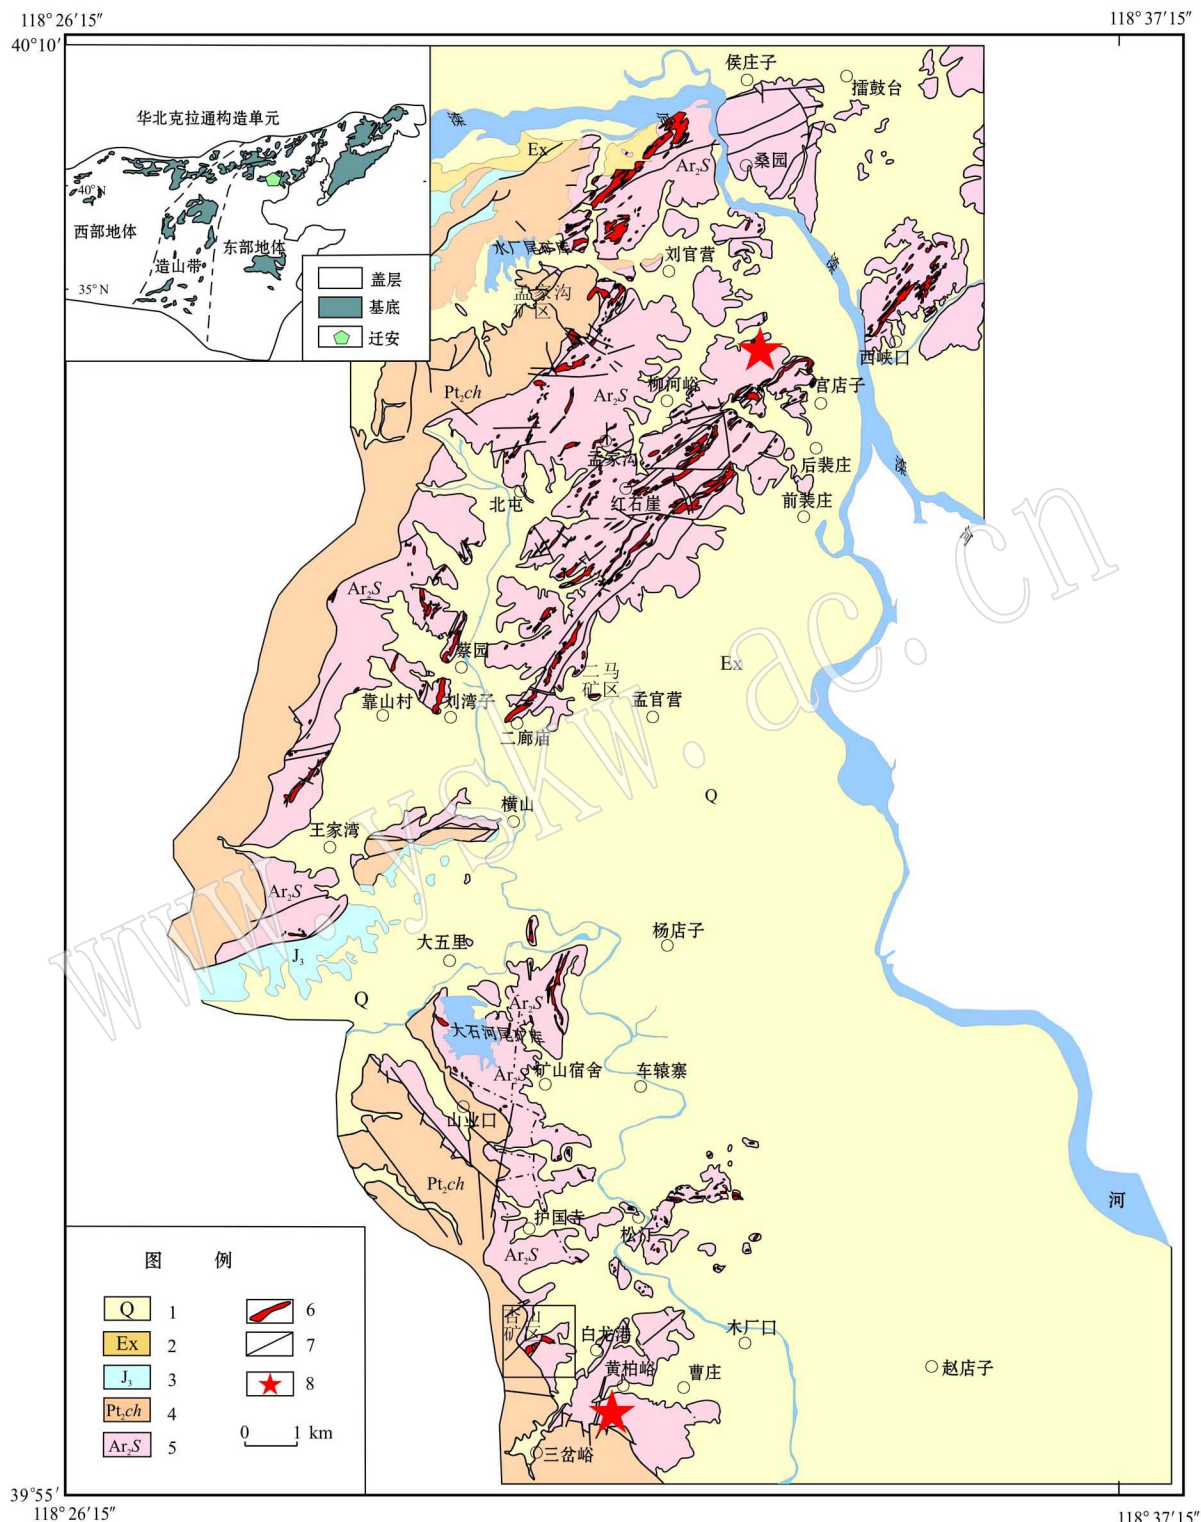 118° 26′15″
118° 37′15″
40°10′
华北克拉通构造单元
40°N
西部地体
东部地体
造山带
35°N
盖层
基底
迁安
侯庄子
擂鼓台
滦
Ex
Ar₂S
桑园
水厂尾矿库
刘官营
滦
孟家沟
矿区
西峡口
Pt₂ch
Ar₂S
柳河峪
官店子
孟家沟
后裴庄
滦
北屯
红石崖
前裴庄
河
Ar₂S
蔡园
二马
矿区
Ex
靠山村
刘湾子
孟官营
二廊庙
Q
横山
王家湾
Ar₂S
杨店子
大五里
J₃
Q
Ar₂S
大石河尾矿库
Ar₂S
矿山宿舍
车辕寨
山业口
Pt₂ch
护国寺
松汀
河
Ar₂S
杏山
矿区
白龙港
木厂口
黄柏峪
曹庄
赵店子
三岔峪
图 例
Q 1
Ex 2
J₃ 3
Pt₂ch 4
Ar₂S 5
6
7
8
0 1 km
39°55′
118° 26′15″
118° 37′15″
www.yskw.ac.cn